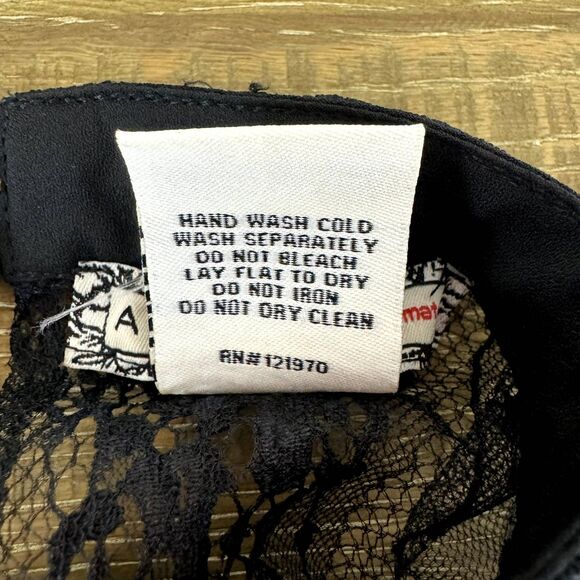 HAND WASH COLD
WASH SEPARATELY
DO NOT BLEACH
LAY FLAT TO DRY
DO NOT IRON
DO NOT DRY CLEAN
RN# 121970
A
mat